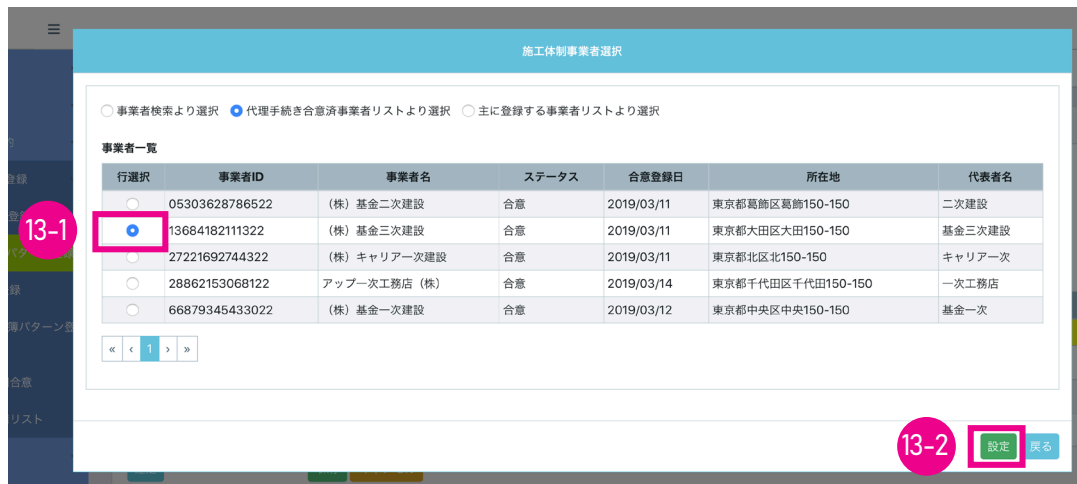 施工体制事業者選択
事業者検索より選択 代理手続き合意済事業者リストより選択 主に登録する事業者リストより選択
事業者一覧
行選択 事業者ID 事業者名 ステータス 合意登録日 所在地 代表者名
05303628786522 (株)基金二次建設 合意 2019/03/11 東京都葛飾区葛飾150-150 二次建設
13684182111322 (株)基金三次建設 合意 2019/03/11 東京都大田区大田150-150 基金三次建設
27221692744322 (株)キャリア一次建設 合意 2019/03/11 東京都北区北150-150 キャリア一次
28862153068122 アップ一次工務店(株) 合意 2019/03/14 東京都千代田区千代田150-150 一次工務店
66879345433022 (株)基金一次建設 合意 2019/03/12 東京都中央区中央150-150 基金一次
« ‹ 1 › »
設定 戻る
13-1
13-2
登録
録
簿パターン登
合意
リスト